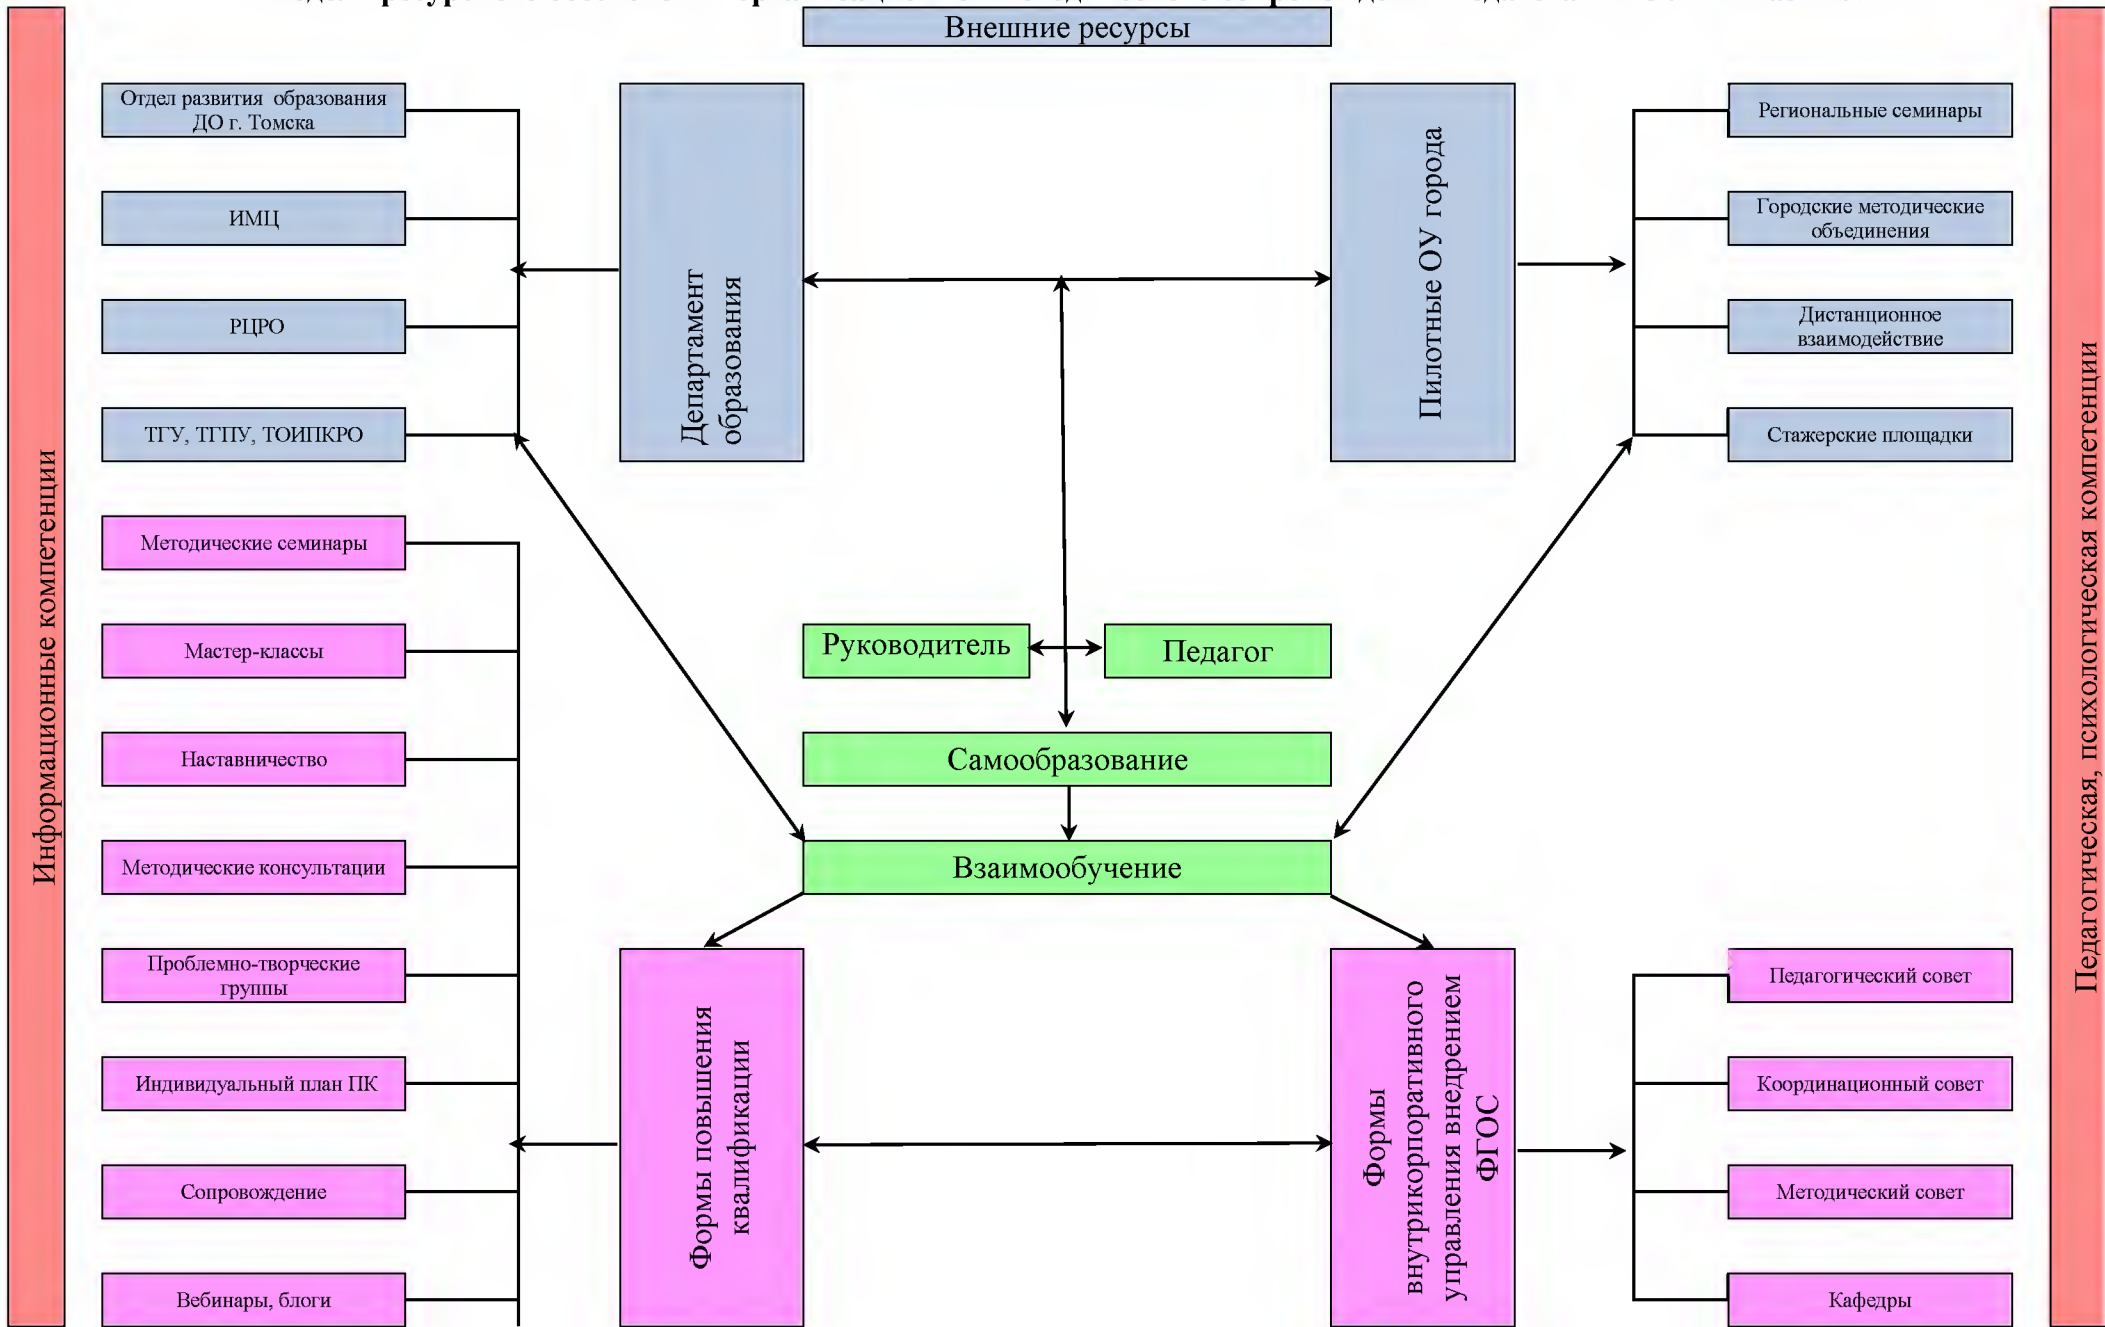 Внешние ресурсы
Информационные компетенции
Отдел развития образования
ДО г. Томска
ИМЦ
РЦРО
ТГУ, ТГПУ, ТОИПКРО
Методические семинары
Мастер-классы
Наставничество
Методические консультации
Проблемно-творческие
группы
Индивидуальный план ПК
Сопровождение
Вебинары, блоги
Департамент
образования
Пилотные ОУ города
Руководитель
Педагог
Самообразование
Взаимообучение
Формы повышения
квалификации
Формы
внутрикорпоративного
управления внедрением
ФГОС
Региональные семинары
Городские методические
объединения
Дистанционное
взаимодействие
Стажерские площадки
Педагогический совет
Координационный совет
Методический совет
Кафедры
Педагогическая, психологическая компетенции